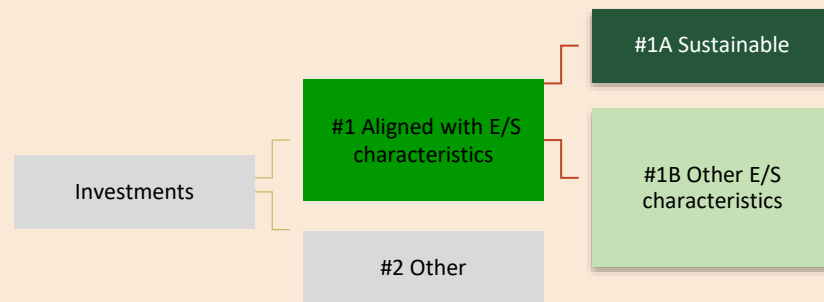 Investments
#1 Aligned with E/S
characteristics
#2 Other
#1A Sustainable
#1B Other E/S
characteristics